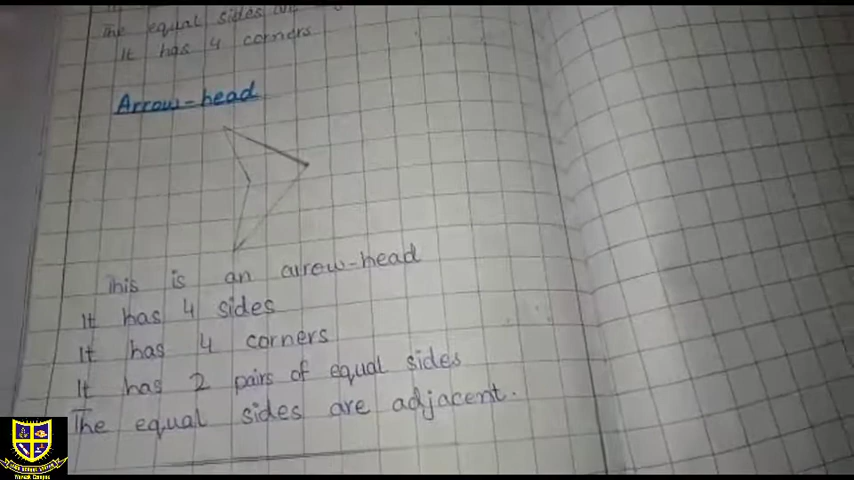 The equal sides
It has 4 corners
Arrow-head
This is an arrow-head
It has 4 sides
It has 4 corners
It has 2 pairs of equal sides
The equal sides are adjacent.